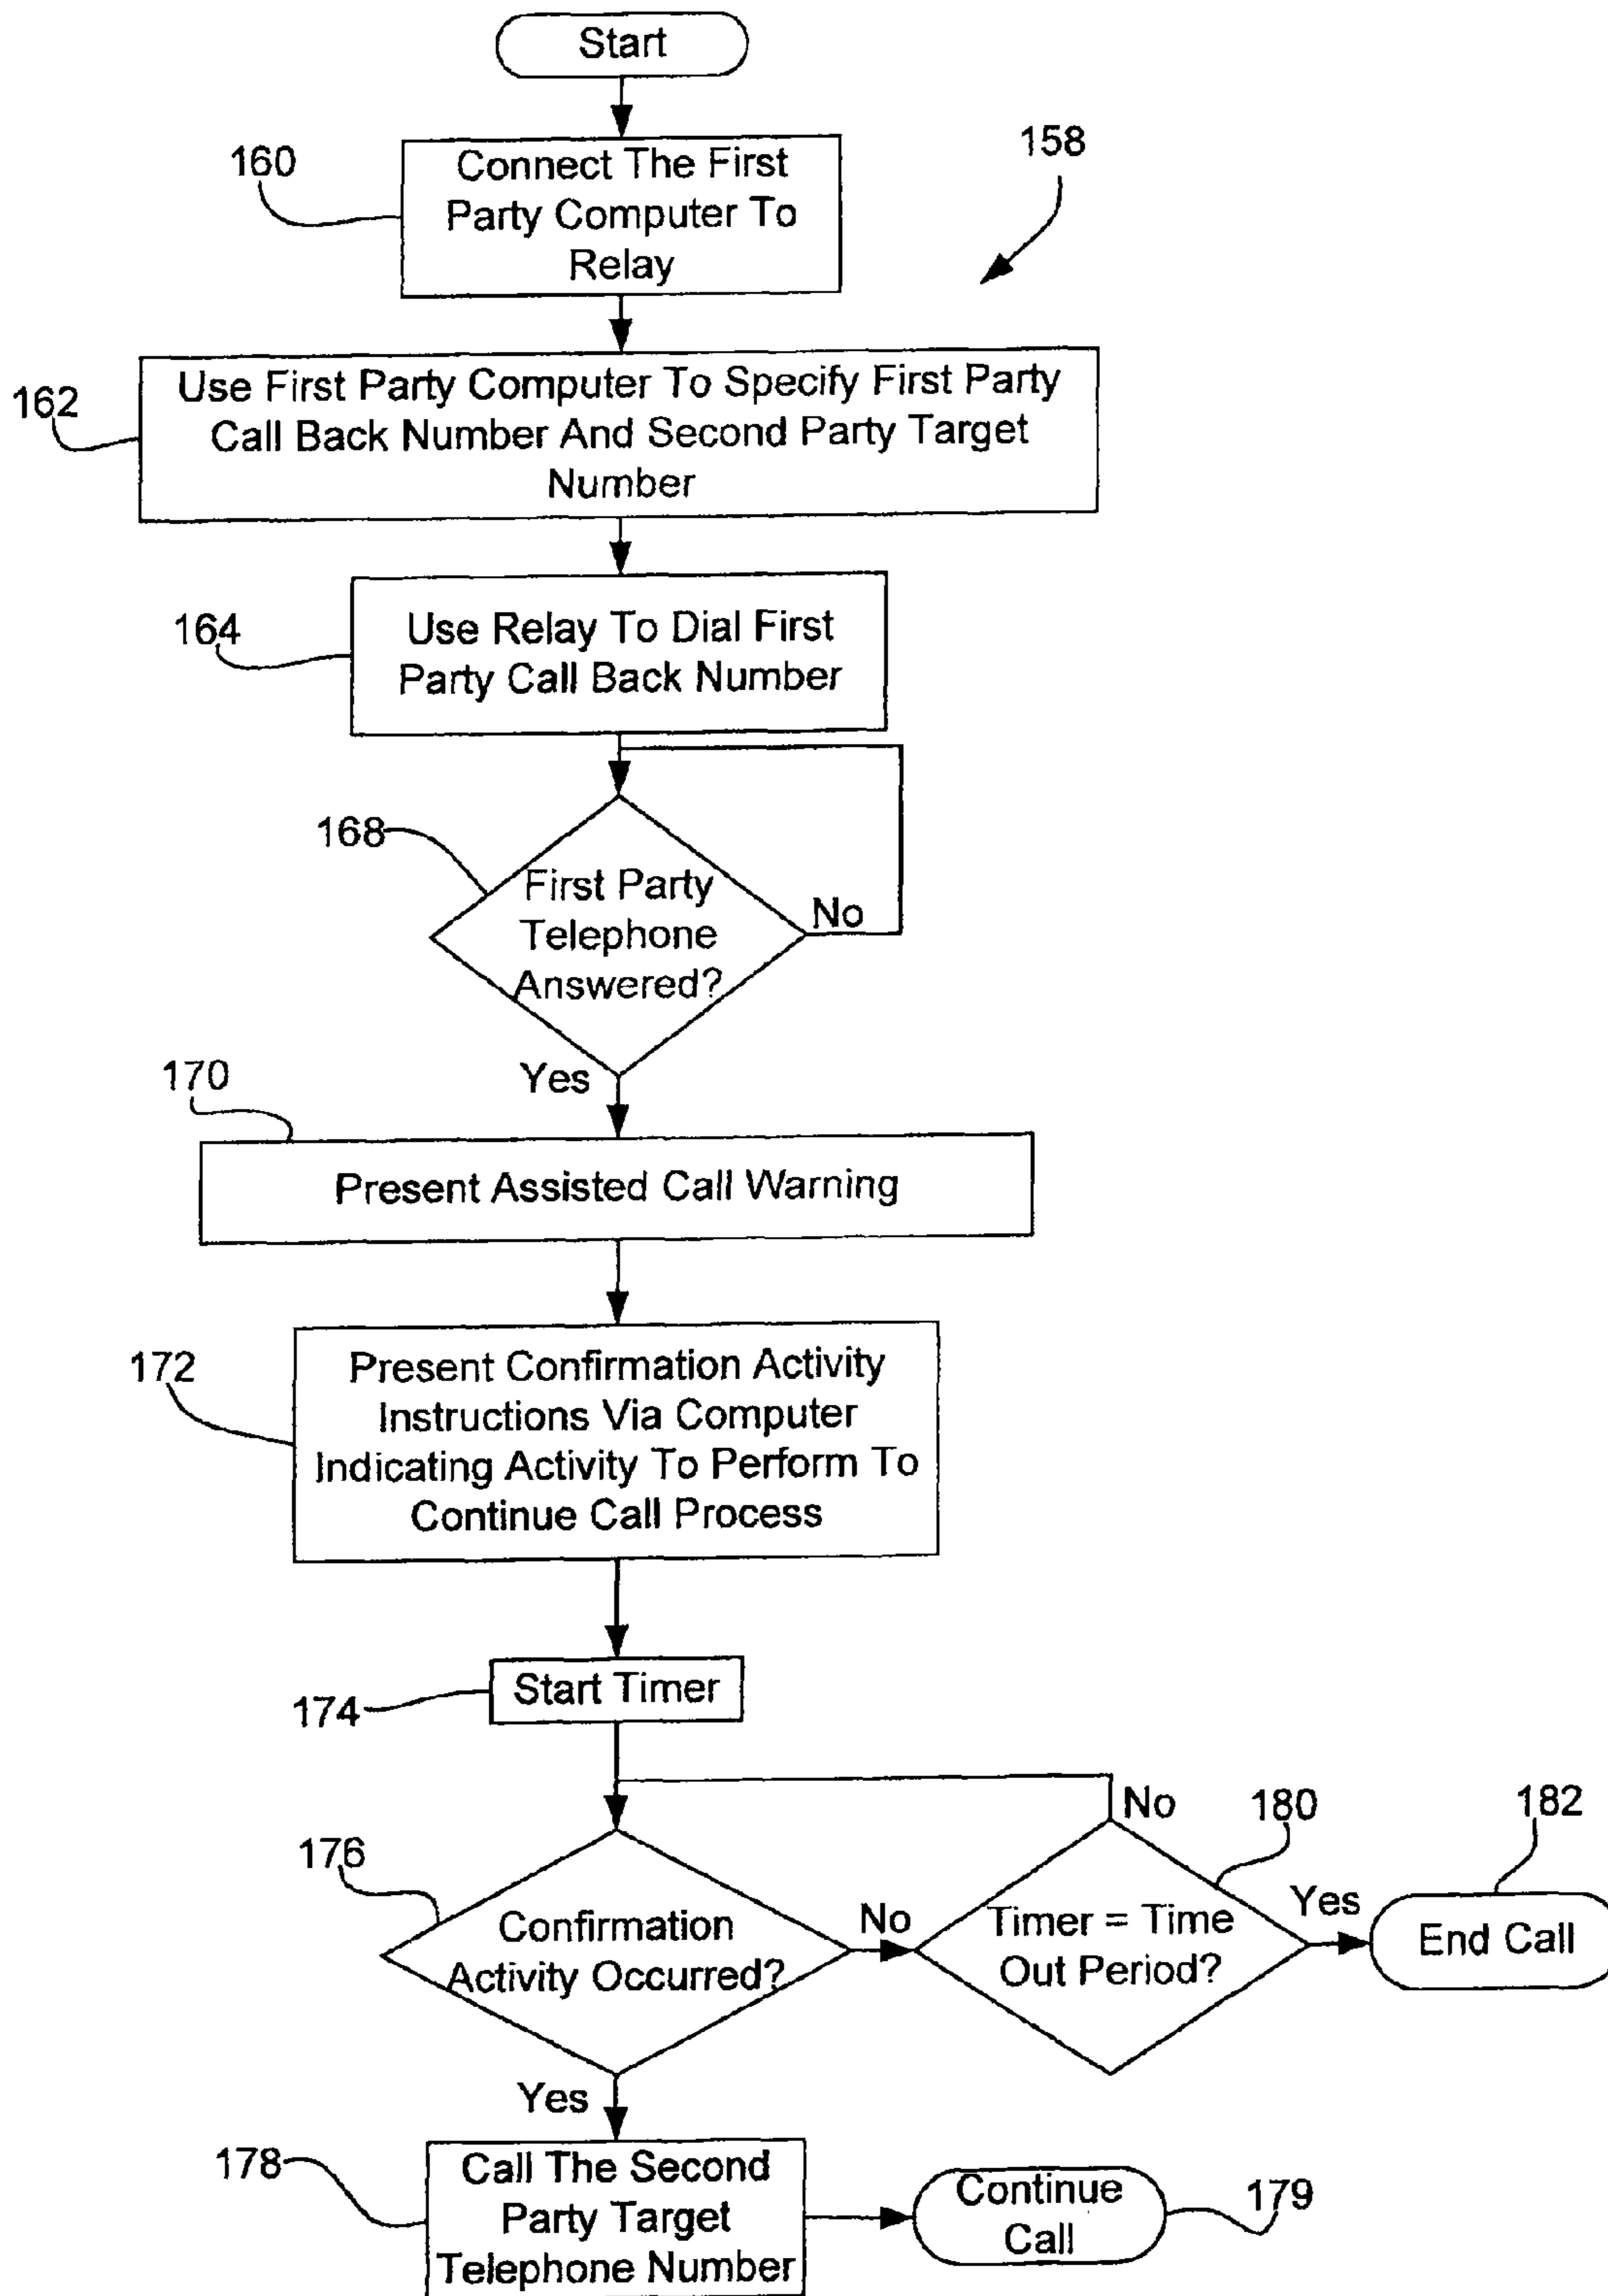 Start
160
Connect The First
Party Computer To
Relay
158
162
Use First Party Computer To Specify First Party
Call Back Number And Second Party Target
Number
164
Use Relay To Dial First
Party Call Back Number
168
First Party
Telephone
Answered?
No
Yes
170
Present Assisted Call Warning
172
Present Confirmation Activity
Instructions Via Computer
Indicating Activity To Perform To
Continue Call Process
174
Start Timer
176
Confirmation
Activity Occurred?
No
No
180
Timer = Time
Out Period?
Yes
182
End Call
Yes
178
Call The Second
Party Target
Telephone Number
Continue
Call
179